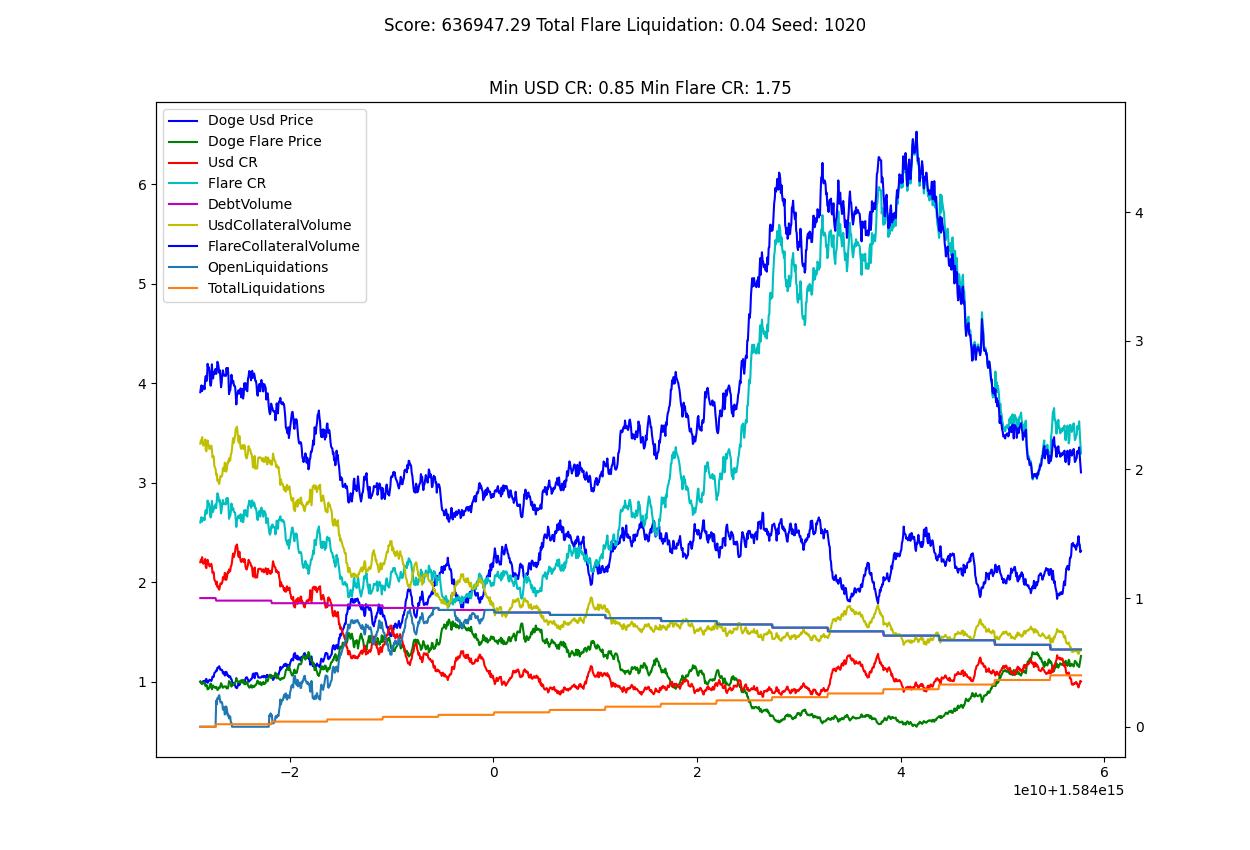 Score: 636947.29 Total Flare Liquidation: 0.04 Seed: 1020
Min USD CR: 0.85 Min Flare CR: 1.75
Doge Usd Price
Doge Flare Price
Usd CR
Flare CR
DebtVolume
UsdCollateralVolume
FlareCollateralVolume
OpenLiquidations
TotalLiquidations
6
5
4
3
2
1
4
3
2
1
0
−2
0
2
4
6
1e10+1.584e15